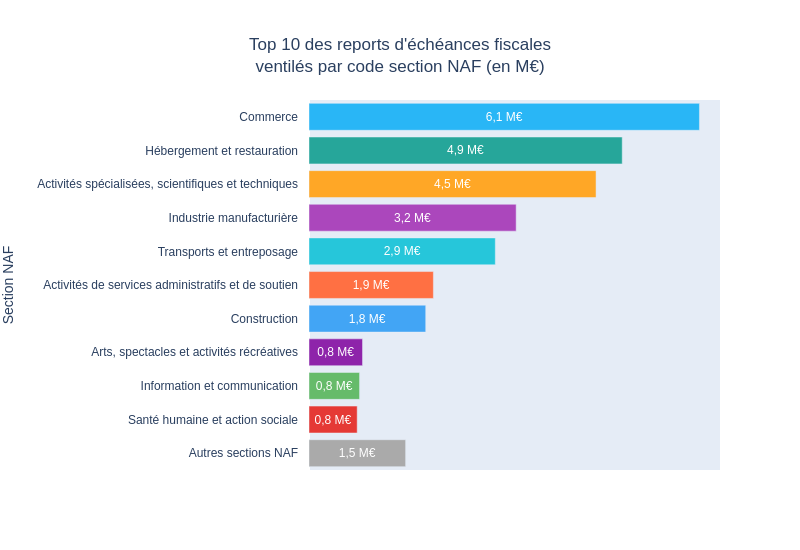 Top 10 des reports d'échéances fiscales
ventilés par code section NAF (en M€)
Section NAF
Commerce 6,1 M€
Hébergement et restauration 4,9 M€
Activités spécialisées, scientifiques et techniques 4,5 M€
Industrie manufacturière 3,2 M€
Transports et entreposage 2,9 M€
Activités de services administratifs et de soutien 1,9 M€
Construction 1,8 M€
Arts, spectacles et activités récréatives 0,8 M€
Information et communication 0,8 M€
Santé humaine et action sociale 0,8 M€
Autres sections NAF 1,5 M€